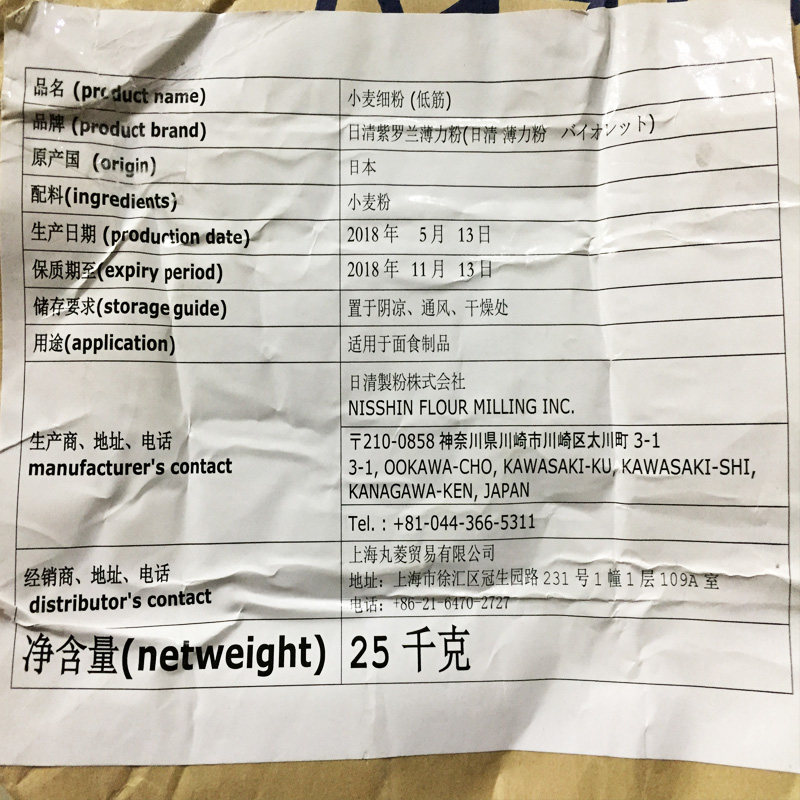 品名 (product name) 小麦细粉 (低筋)
品牌 (product brand) 日清紫罗兰薄力粉(日清 薄力粉 バイオレット)
原产国 (origin) 日本
配料(ingredients) 小麦粉
生产日期 (production date) 2018 年 5 月 13 日
保质期至(expiry period) 2018 年 11 月 13 日
储存要求(storage guide) 置于阴凉、通风、干燥处
用途(application) 适用于面食制品
生产商、地址、电话
manufacturer's contact
日清製粉株式会社
NISSHIN FLOUR MILLING INC.
〒210-0858 神奈川県川崎市川崎区大川町 3-1
3-1, OOKAWA-CHO, KAWASAKI-KU, KAWASAKI-SHI,
KANAGAWA-KEN, JAPAN
Tel. : +81-044-366-5311
经销商、地址、电话
distributor's contact
上海丸菱贸易有限公司
地址: 上海市徐汇区冠生园路 231 号 1 幢 1 层 109A 室
电话: +86-21-6470-2727
净含量(netweight) 25 千克